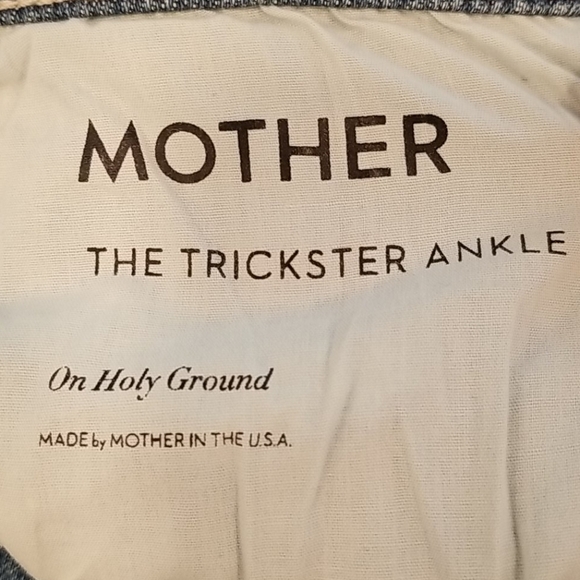 MOTHER
THE TRICKSTER ANKLE
On Holy Ground
MADE by MOTHER IN THE U.S.A.